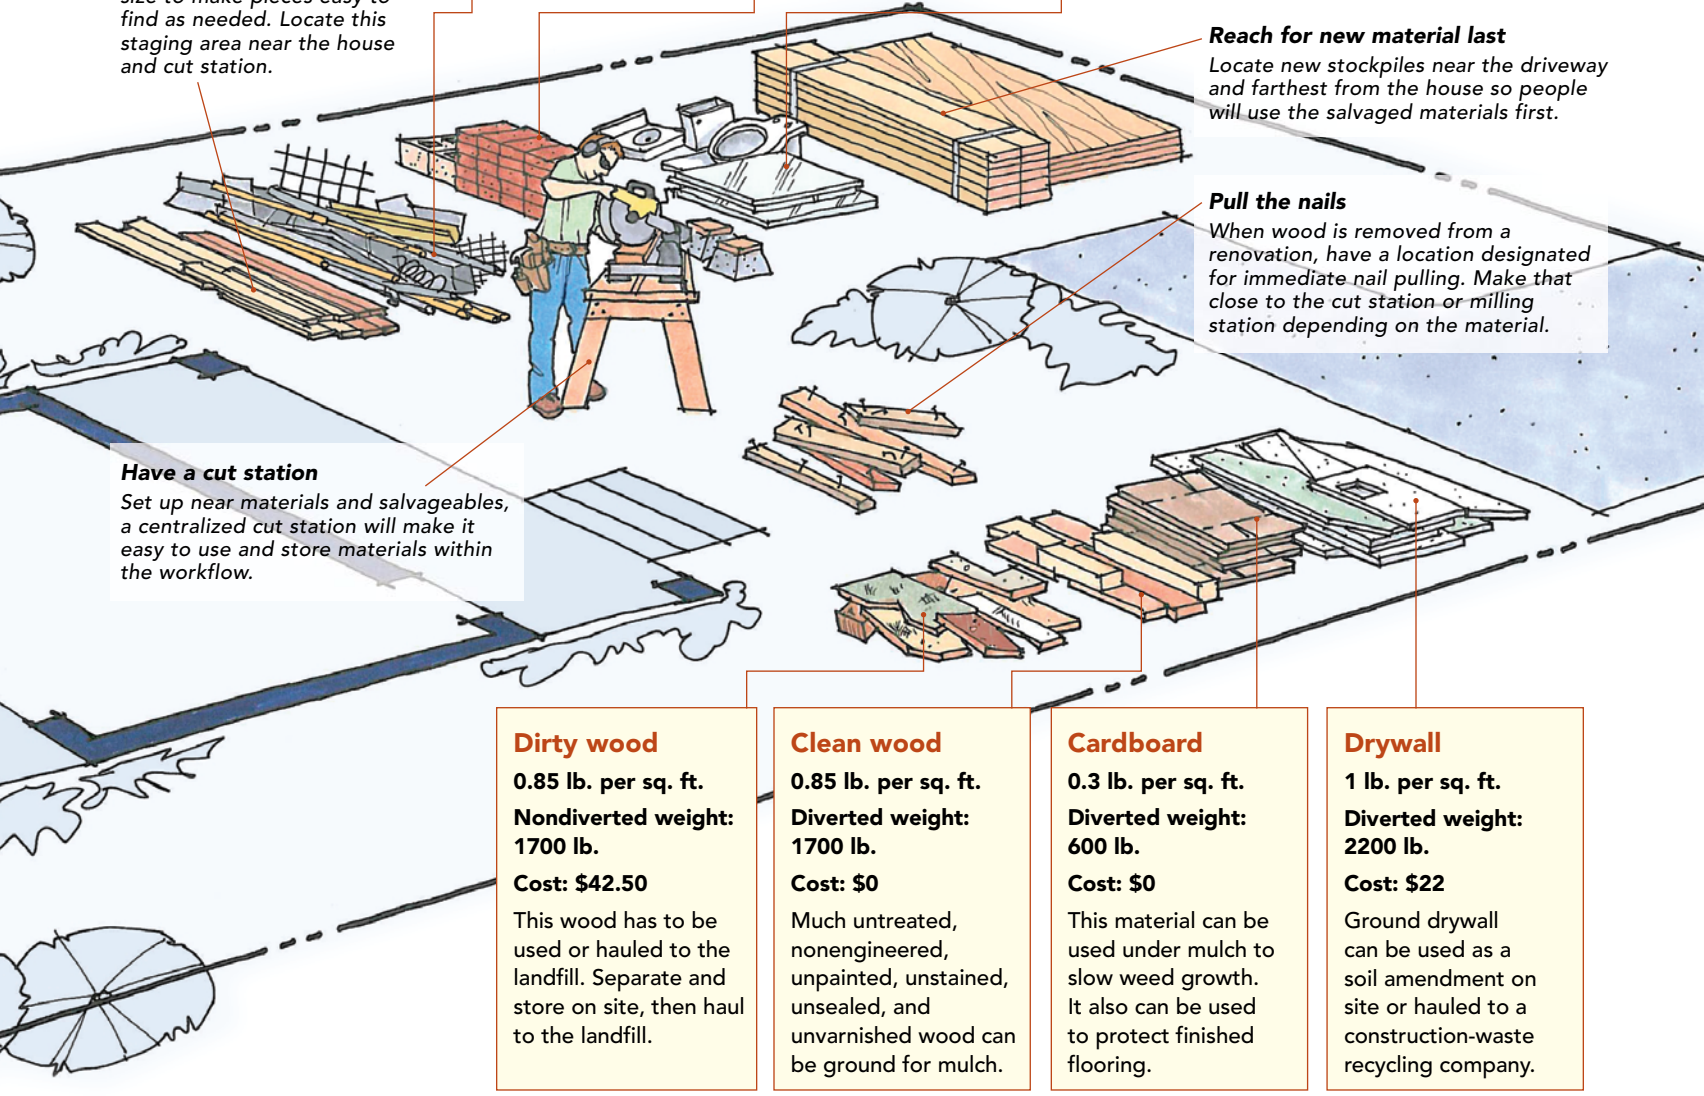 size to make pieces easy to
find as needed. Locate this
staging area near the house
and cut station.
Reach for new material last
Locate new stockpiles near the driveway
and farthest from the house so people
will use the salvaged materials first.
Pull the nails
When wood is removed from a
renovation, have a location designated
for immediate nail pulling. Make that
close to the cut station or milling
station depending on the material.
Have a cut station
Set up near materials and salvageables,
a centralized cut station will make it
easy to use and store materials within
the workflow.
Dirty wood
0.85 lb. per sq. ft.
Nondiverted weight:
1700 lb.
Cost: $42.50
This wood has to be
used or hauled to the
landfill. Separate and
store on site, then haul
to the landfill.
Clean wood
0.85 lb. per sq. ft.
Diverted weight:
1700 lb.
Cost: $0
Much untreated,
nonengineered,
unpainted, unstained,
unsealed, and
unvarnished wood can
be ground for mulch.
Cardboard
0.3 lb. per sq. ft.
Diverted weight:
600 lb.
Cost: $0
This material can be
used under mulch to
slow weed growth.
It also can be used
to protect finished
flooring.
Drywall
1 lb. per sq. ft.
Diverted weight:
2200 lb.
Cost: $22
Ground drywall
can be used as a
soil amendment on
site or hauled to a
construction-waste
recycling company.